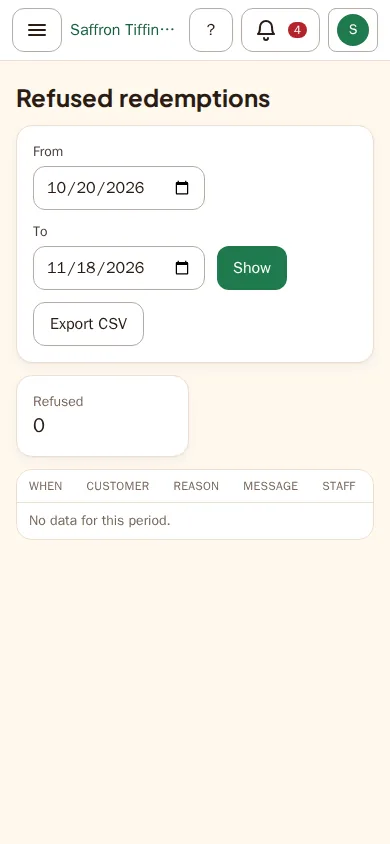 Saffron Tiffin··· ? 4 S
Refused redemptions
From
10/20/2026
To
11/18/2026 Show
Export CSV
Refused
0
WHEN CUSTOMER REASON MESSAGE STAFF
No data for this period.